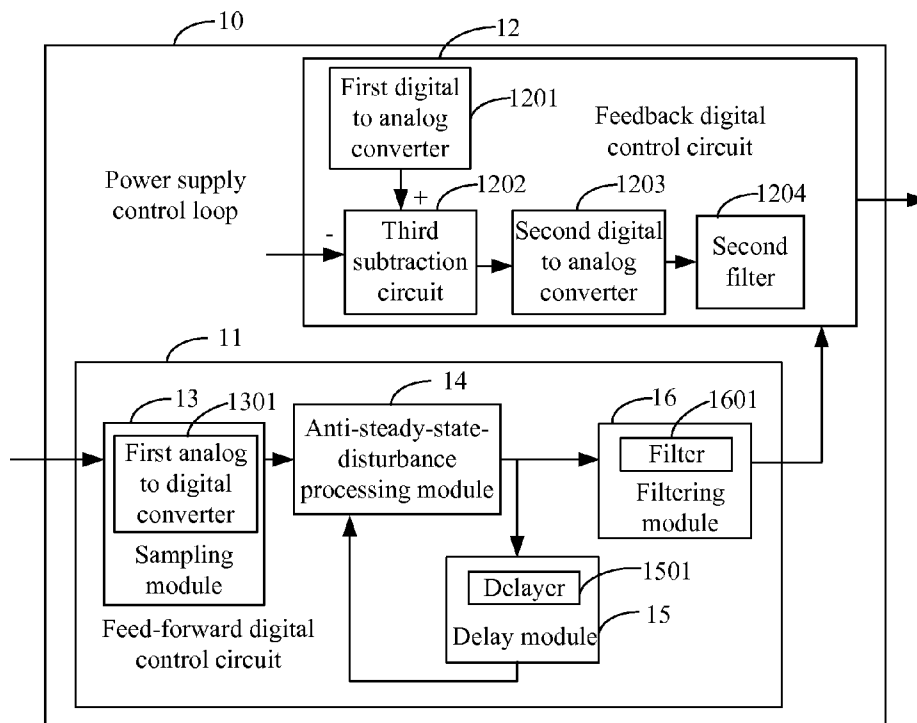 10
12
First digital
to analog
converter
1201
Feedback digital
control circuit
Power supply
control loop
+
1202
1203
1204
-
Third
subtraction
circuit
Second digital
to analog
converter
Second
filter
11
13
1301
14
16
1601
First analog
to digital
converter
Sampling
module
Anti-steady-state-
disturbance
processing module
Filter
Filtering
module
Delayer
1501
Delay module
15
Feed-forward digital
control circuit